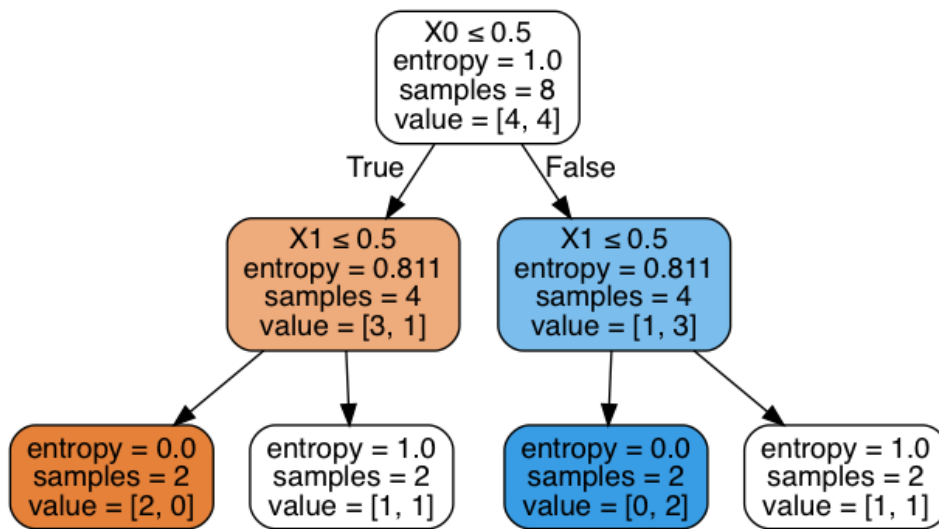 X0 ≤ 0.5
entropy = 1.0
samples = 8
value = [4, 4]
True
False
X1 ≤ 0.5
entropy = 0.811
samples = 4
value = [3, 1]
X1 ≤ 0.5
entropy = 0.811
samples = 4
value = [1, 3]
entropy = 0.0
samples = 2
value = [2, 0]
entropy = 1.0
samples = 2
value = [1, 1]
entropy = 0.0
samples = 2
value = [0, 2]
entropy = 1.0
samples = 2
value = [1, 1]